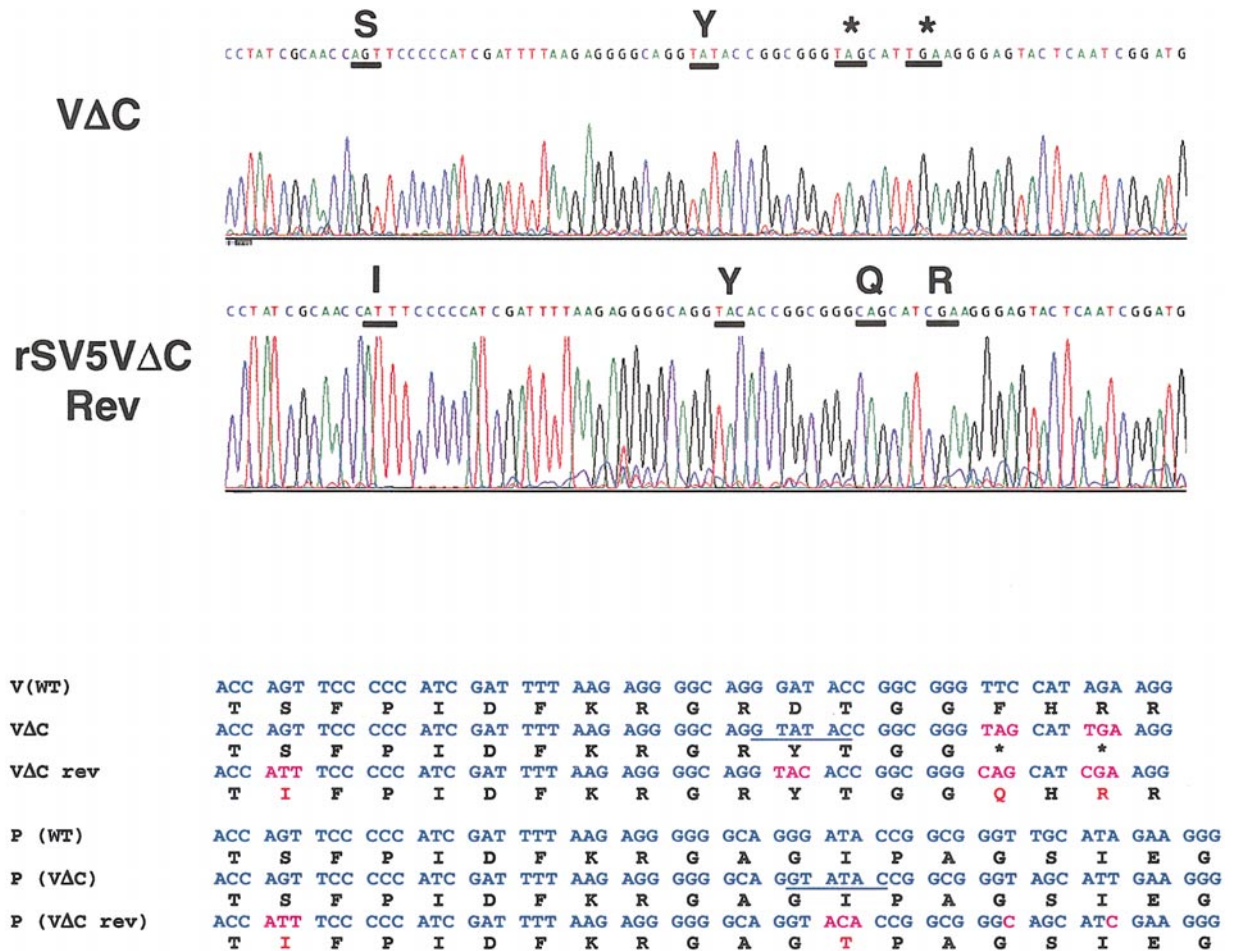 S Y * *
CCTATCGCAACCAGTTCCCCCATCGATTTTAAGAGGGGCAGGTATACCGGCGGGTAGCATTGAAGGGAGTACTCAATCGGATG
VΔC
I Y Q R
CCTATCGCAACCATTTCCCCCATCGATTTTAAGAGGGGCAGGTACACCGGCGGGCAGCATCGAAGGGAGTACTCAATCGGATG
rSV5VΔC
Rev
V(WT) ACC AGT TCC CCC ATC GAT TTT AAG AGG GGC AGG GAT ACC GGC GGG TTC CAT AGA AGG
T S F P I D F K R G R D T G G F H R R
VΔC ACC AGT TCC CCC ATC GAT TTT AAG AGG GGC AGG TAT ACC GGC GGG TAG CAT TGA AGG
T S F P I D F K R G R Y T G G * *
VΔC rev ACC ATT TCC CCC ATC GAT TTT AAG AGG GGC AGG TAC ACC GGC GGG CAG CAT CGA AGG
T I F P I D F K R G R Y T G G Q H R R
P (WT) ACC AGT TCC CCC ATC GAT TTT AAG AGG GGG GCA GGG ATA CCG GCG GGT TGC ATA GAA GGG
T S F P I D F K R G A G I P A G S I E G
P (VΔC) ACC AGT TCC CCC ATC GAT TTT AAG AGG GGG GCA GGT ATA CCG GCG GGT AGC ATT GAA GGG
T S F P I D F K R G A G I P A G S I E G
P (VΔC rev) ACC ATT TCC CCC ATC GAT TTT AAG AGG GGG GCA GGT ACA CCG GCG GGC AGC ATC GAA GGG
T I F P I D F K R G A G T P A G S I E G